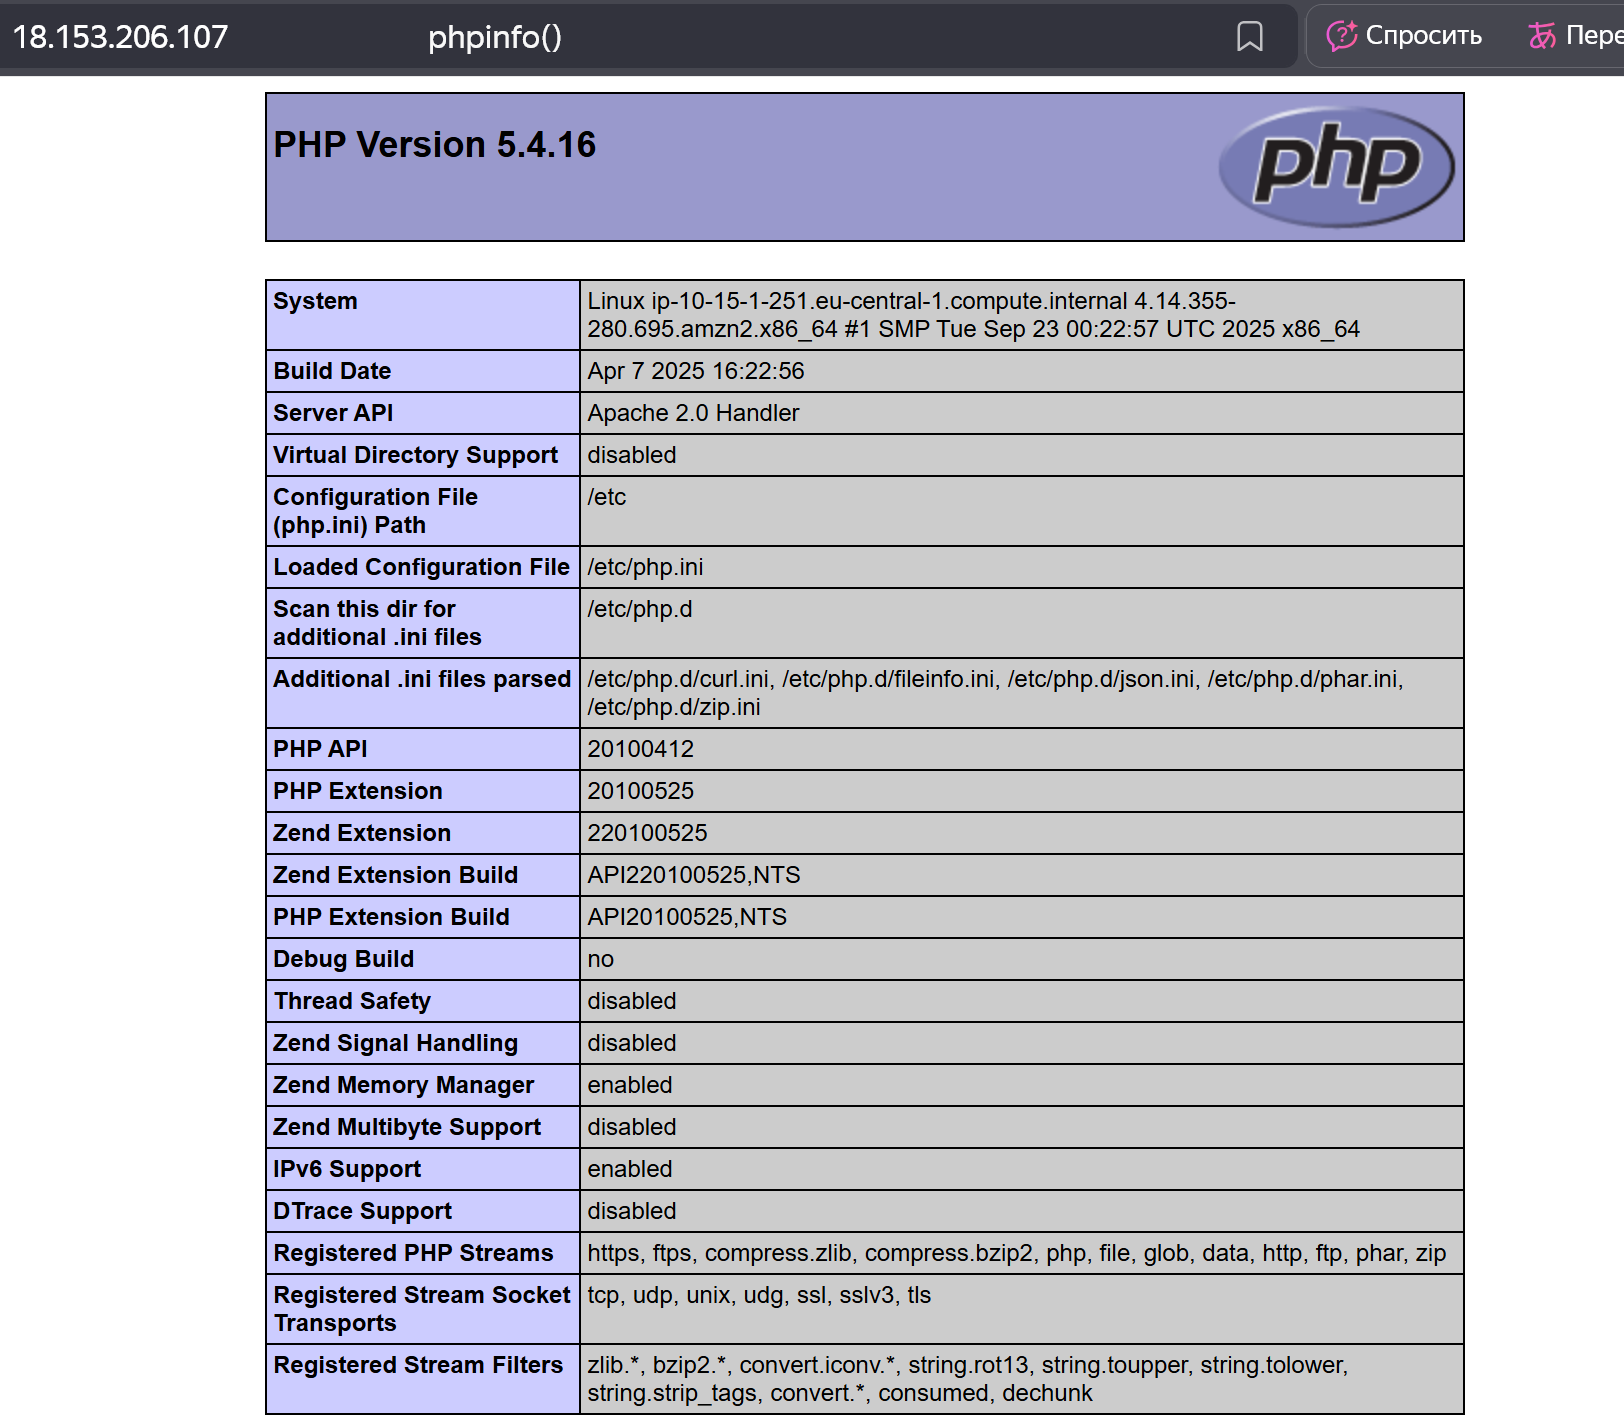 18.153.206.107 phpinfo() Спросить
PHP Version 5.4.16
php
System Linux ip-10-15-1-251.eu-central-1.compute.internal 4.14.355-
280.695.amzn2.x86_64 #1 SMP Tue Sep 23 00:22:57 UTC 2025 x86_64
Build Date Apr 7 2025 16:22:56
Server API Apache 2.0 Handler
Virtual Directory Support disabled
Configuration File /etc
(php.ini) Path
Loaded Configuration File /etc/php.ini
Scan this dir for /etc/php.d
additional .ini files
Additional .ini files parsed /etc/php.d/curl.ini, /etc/php.d/fileinfo.ini, /etc/php.d/json.ini, /etc/php.d/phar.ini,
/etc/php.d/zip.ini
PHP API 20100412
PHP Extension 20100525
Zend Extension 220100525
Zend Extension Build API220100525,NTS
PHP Extension Build API20100525,NTS
Debug Build no
Thread Safety disabled
Zend Signal Handling disabled
Zend Memory Manager enabled
Zend Multibyte Support disabled
IPv6 Support enabled
DTrace Support disabled
Registered PHP Streams https, ftps, compress.zlib, compress.bzip2, php, file, glob, data, http, ftp, phar, zip
Registered Stream Socket tcp, udp, unix, udg, ssl, sslv3, tls
Transports
Registered Stream Filters zlib.*, bzip2.*, convert.iconv.*, string.rot13, string.toupper, string.tolower,
string.strip_tags, convert.*, consumed, dechunk